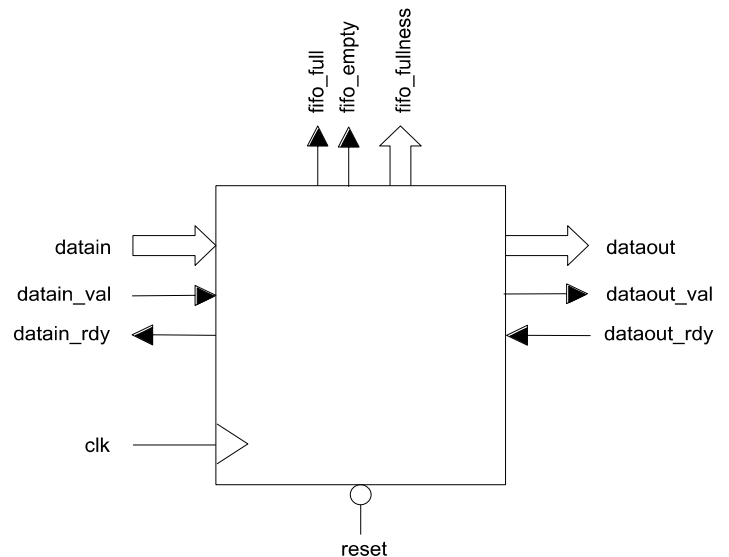 fifo_full
fifo_empty
fifo_fullness
datain
dataout
datain_val
dataout_val
datain_rdy
dataout_rdy
clk
reset